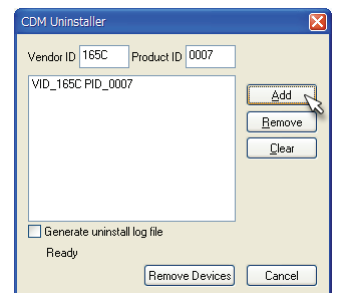 CDM Uninstaller
Vendor ID 165C Product ID 0007
VID_165C PID_0007
Add
Remove
Clear
Generate uninstall log file
Ready
Remove Devices Cancel